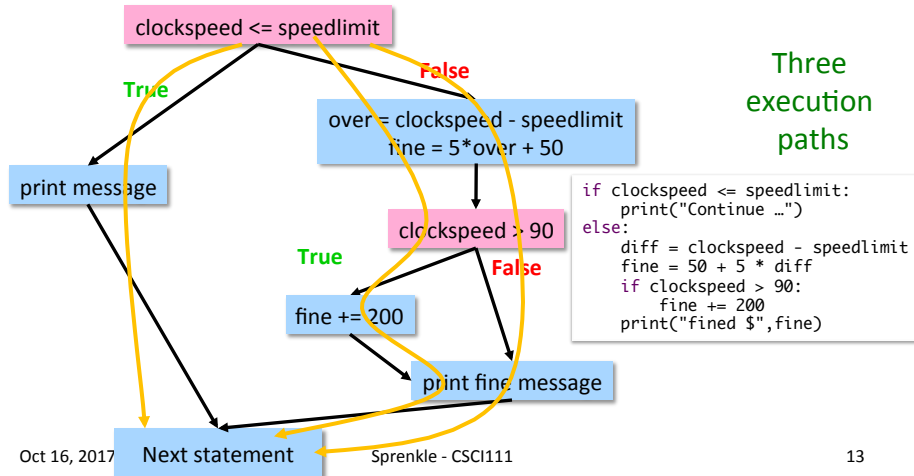 clockspeed <= speedlimit
True
False
Three
execution
paths
over = clockspeed - speedlimit
fine = 5*over + 50
print message
clockspeed > 90
True
False
fine += 200
print fine message
Next statement
if clockspeed <= speedlimit:
    print("Continue …")
else:
    diff = clockspeed - speedlimit
    fine = 50 + 5 * diff
    if clockspeed > 90:
        fine += 200
    print("fined $",fine)
Oct 16, 2017
Sprenkle - CSCI111
13